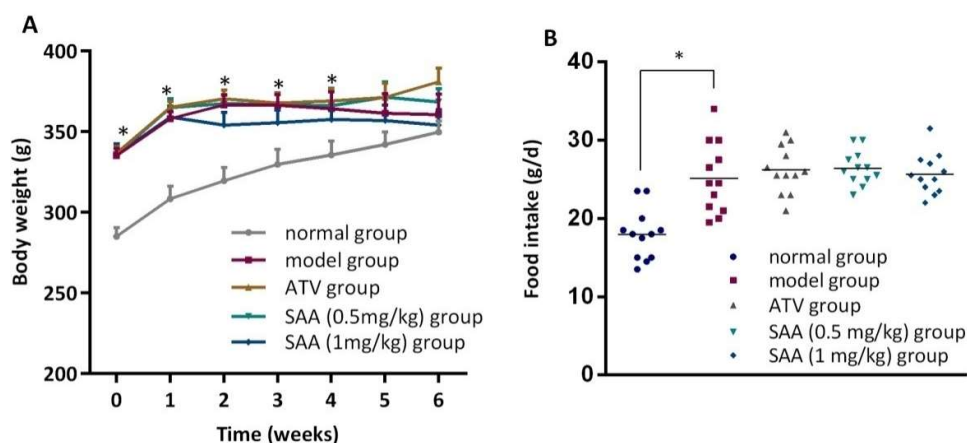 A
400
350
300
250
200
Body weight (g)
* * * * *
normal group
model group
ATV group
SAA (0.5mg/kg) group
SAA (1mg/kg) group
0 1 2 3 4 5 6
Time (weeks)
B
40
30
20
10
0
Food intake (g/d)
*
normal group
model group
ATV group
SAA (0.5 mg/kg) group
SAA (1 mg/kg) group